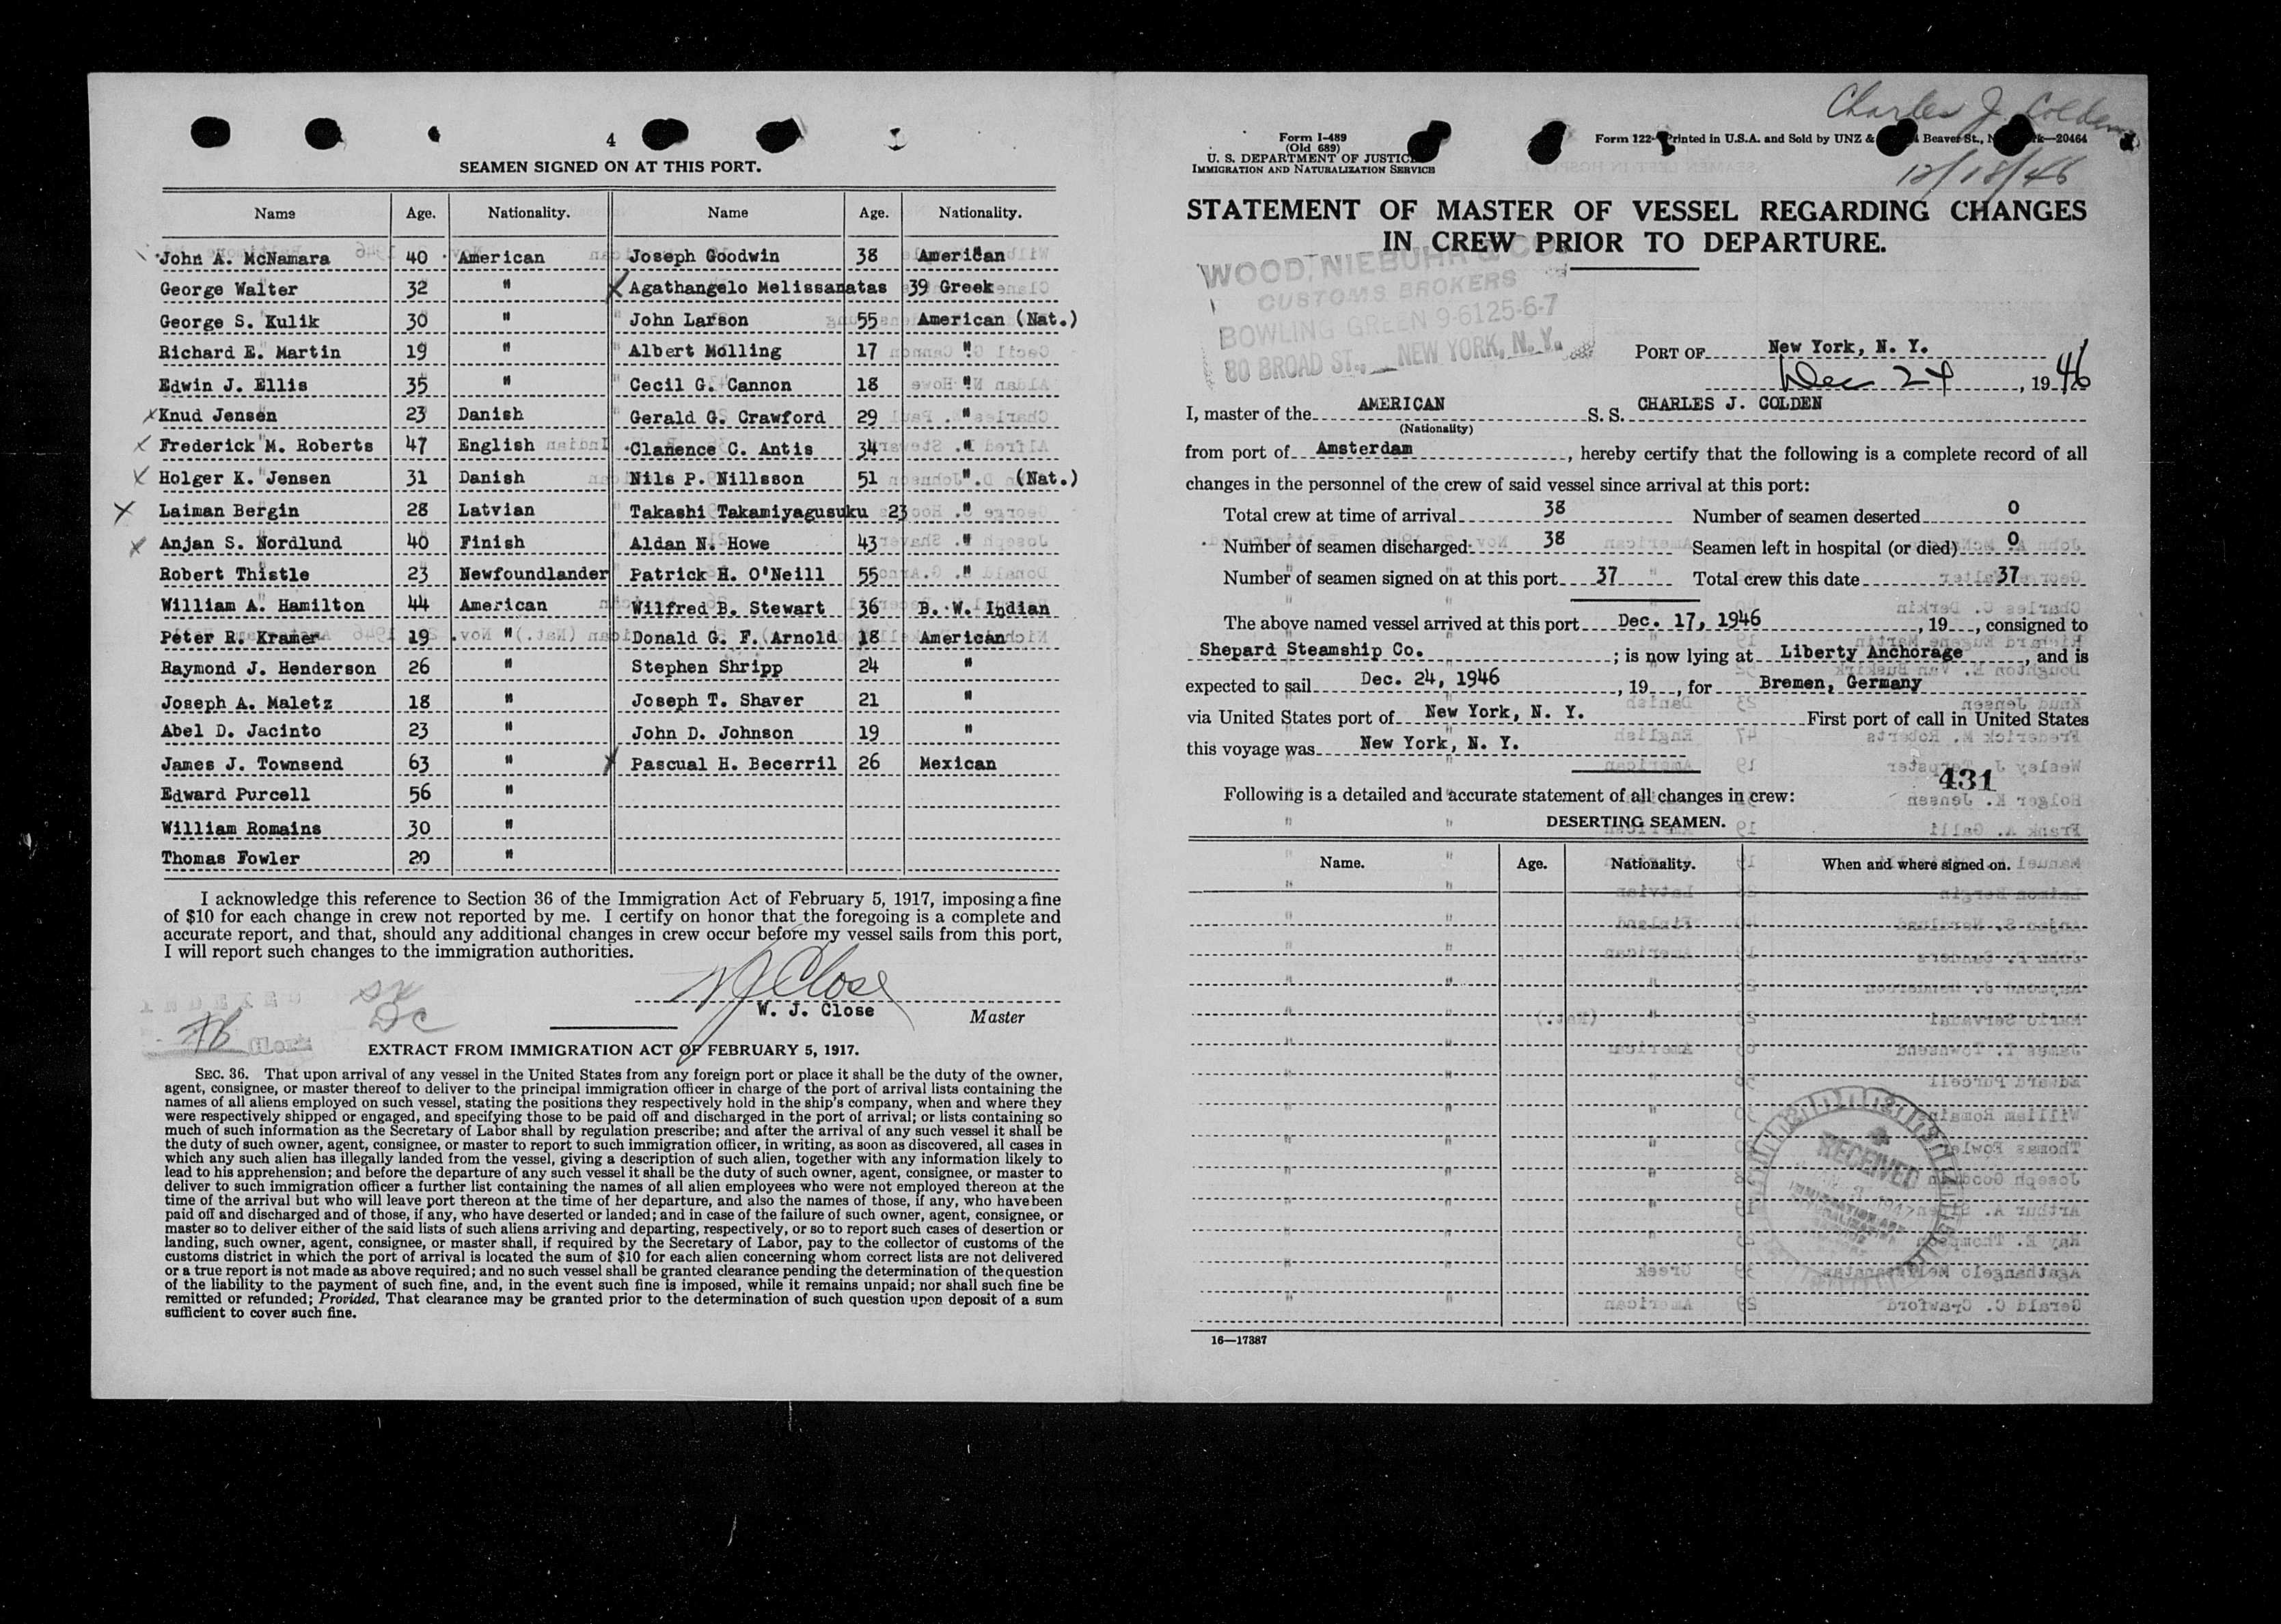 4
SEAMEN SIGNED ON AT THIS PORT.
Name Age. Nationality. Name Age. Nationality.
John A. McNamara 40 American Joseph Goodwin 38 American
George Walter 32 " X Agathangelo Melissanatas 39 Greek
George S. Kulik 30 " John Larson 55 American (Nat.)
Richard E. Martin 19 " Albert Molling 17 "
Edwin J. Ellis 35 " Cecil G. Cannon 18 "
x Knud Jensen 23 Danish Gerald G. Crawford 29 "
x Frederick M. Roberts 47 English Clarence C. Antis 34 "
x Holger K. Jensen 31 Danish Nils P. Nillsson 51 " (Nat.)
x Laiman Bergin 28 Latvian Takashi Takamiyagusuku 23 "
x Anjan S. Nordlund 40 Finish Aldan N. Howe 43 "
Robert Thistle 23 Newfoundlander Patrick H. O'Neill 55 "
William A. Hamilton 44 American Wilfred B. Stewart 36 B. W. Indian
Peter R. Kramer 19 " Donald G. F. Arnold 18 American
Raymond J. Henderson 26 " Stephen Shripp 24 "
Joseph A. Maletz 18 " Joseph T. Shaver 21 "
Abel D. Jacinto 23 " John D. Johnson 19 "
James J. Townsend 63 " x Pascual H. Becerril 26 Mexican
Edward Purcell 56 "
William Romains 30 "
Thomas Fowler 20 "
I acknowledge this reference to Section 36 of the Immigration Act of February 5, 1917, imposing a fine
of $10 for each change in crew not reported by me. I certify on honor that the foregoing is a complete and
accurate report, and that, should any additional changes in crew occur before my vessel sails from this port,
I will report such changes to the immigration authorities.
W J Close
W. J. Close
Master
Clerk
EXTRACT FROM IMMIGRATION ACT OF FEBRUARY 5, 1917.
SEC. 36. That upon arrival of any vessel in the United States from any foreign port or place it shall be the duty of the owner,
agent, consignee, or master thereof to deliver to the principal immigration officer in charge of the port of arrival lists containing the
names of all aliens employed on such vessel, stating the positions they respectively hold in the ship's company, when and where they
were respectively shipped or engaged, and specifying those to be paid off and discharged in the port of arrival; or lists containing so
much of such information as the Secretary of Labor shall by regulation prescribe; and after the arrival of any such vessel it shall be
the duty of such owner, agent, consignee, or master to report to such immigration officer, in writing, as soon as discovered, all cases in
which any such alien has illegally landed from the vessel, giving a description of such alien, together with any information likely to
lead to his apprehension; and before the departure of any such vessel it shall be the duty of such owner, agent, consignee, or master to
deliver to such immigration officer a further list containing the names of all alien employees who were not employed thereon at the
time of the arrival but who will leave port thereon at the time of her departure, and also the names of those, if any, who have been
paid off and discharged and of those, if any, who have deserted or landed; and in case of the failure of such owner, agent, consignee, or
master so to deliver either of the said lists of such aliens arriving and departing, respectively, or so to report such cases of desertion or
landing, such owner, agent, consignee, or master shall, if required by the Secretary of Labor, pay to the collector of customs of the
customs district in which the port of arrival is located the sum of $10 for each alien concerning whom correct lists are not delivered
or a true report is not made as above required; and no such vessel shall be granted clearance pending the determination of the question
of the liability to the payment of such fine, and, in the event such fine is imposed, while it remains unpaid; nor shall such fine be
remitted or refunded; Provided, That clearance may be granted prior to the determination of such question upon deposit of a sum
sufficient to cover such fine.
Charles J. Colden
12/18/46
Form I-489
(Old 689)
U. S. DEPARTMENT OF JUSTICE
IMMIGRATION AND NATURALIZATION SERVICE
Form 122- Printed in U.S.A. and Sold by UNZ & Beaver St., 20464
STATEMENT OF MASTER OF VESSEL REGARDING CHANGES
IN CREW PRIOR TO DEPARTURE.
WOOD, NIEBUHR & CO.
CUSTOMS BROKERS
BOWLING GREEN 9-6125-6-7
80 BROAD ST., NEW YORK, N. Y.
PORT OF New York, N. Y.
Dec 24, 1946
I, master of the AMERICAN S. S. CHARLES J. COLDEN
(Nationality)
from port of Amsterdam, hereby certify that the following is a complete record of all
changes in the personnel of the crew of said vessel since arrival at this port:
Total crew at time of arrival 38 Number of seamen deserted 0
Number of seamen discharged 38 Seamen left in hospital (or died) 0
Number of seamen signed on at this port 37 Total crew this date 37
The above named vessel arrived at this port Dec. 17, 1946, 19, consigned to
Shepard Steamship Co.; is now lying at Liberty Anchorage, and is
expected to sail Dec. 24, 1946, 19, for Bremen, Germany
via United States port of New York, N. Y. First port of call in United States
this voyage was New York, N. Y.
431
Following is a detailed and accurate statement of all changes in crew:
DESERTING SEAMEN.
Name. Age. Nationality. When and where signed on.
RECEIVED
IMMIGRATION AND
NATURALIZATION
16—17387